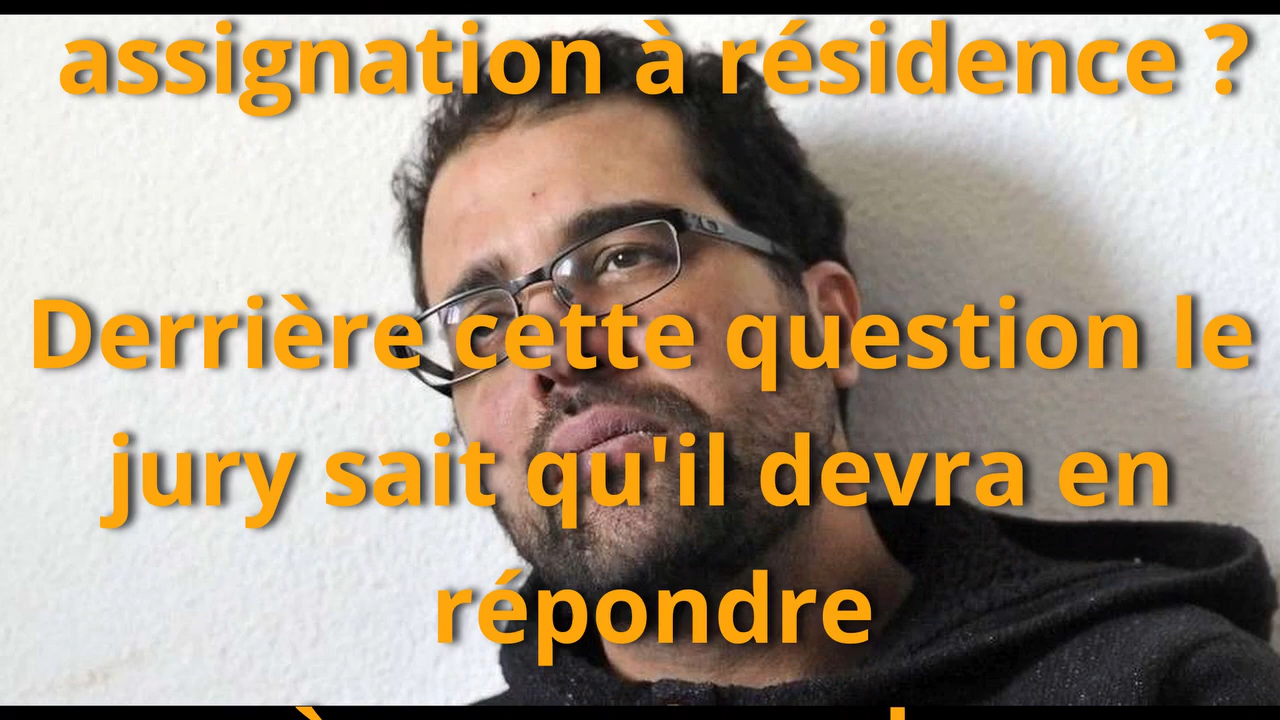 assignation à résidence ?
Derrière cette question le
jury sait qu'il devra en
répondre